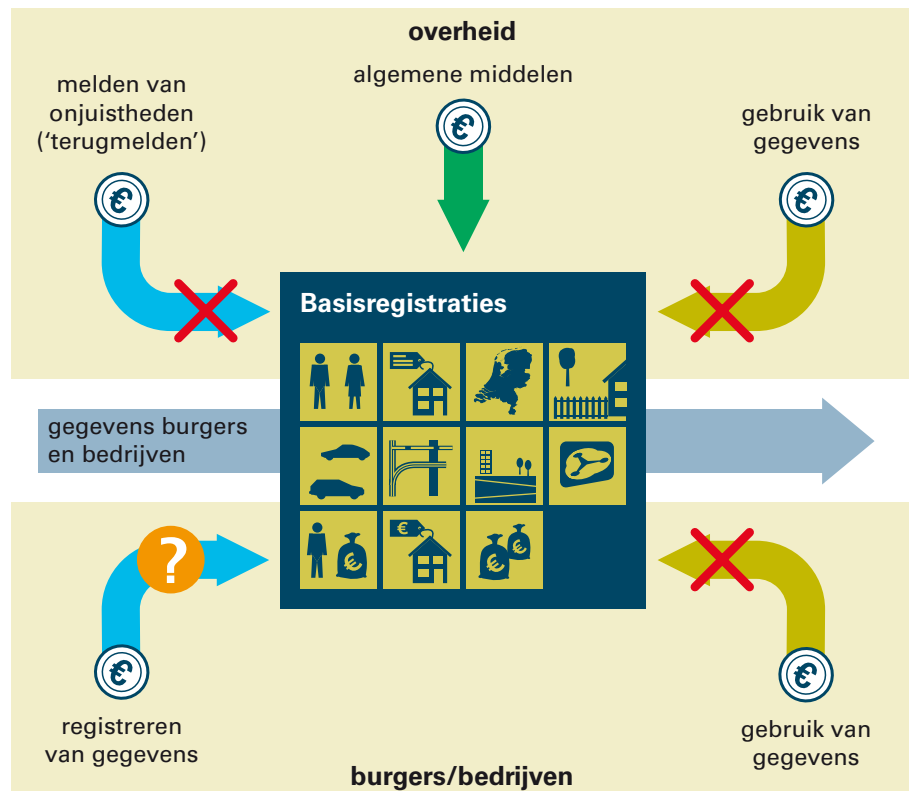 overheid
algemene middelen
melden van
onjuistheden
(‘terugmelden’)
gebruik van
gegevens
€
€
€
Basisregistraties
gegevens burgers
en bedrijven
?
€
€
€
€
€
€
registreren
van gegevens
gebruik van
gegevens
burgers/bedrijven